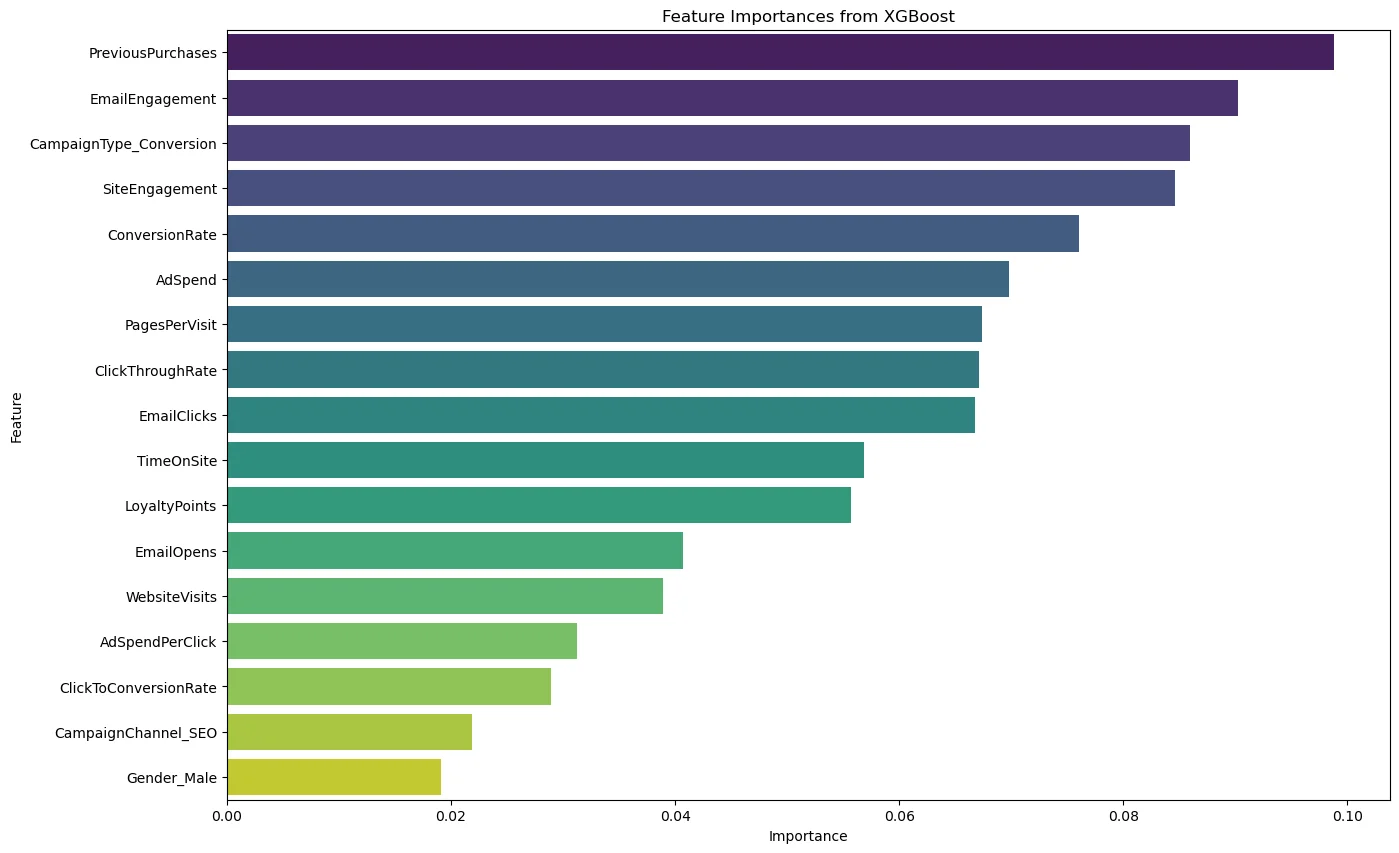 Feature Importances from XGBoost
PreviousPurchases
EmailEngagement
CampaignType_Conversion
SiteEngagement
ConversionRate
AdSpend
PagesPerVisit
ClickThroughRate
EmailClicks
TimeOnSite
LoyaltyPoints
EmailOpens
WebsiteVisits
AdSpendPerClick
ClickToConversionRate
CampaignChannel_SEO
Gender_Male
Feature
0.00 0.02 0.04 0.06 0.08 0.10
Importance